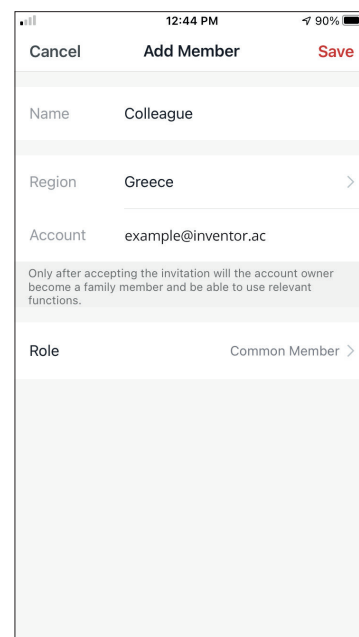 12:44 PM 90%
Cancel Add Member Save
Name Colleague
Region Greece
Account example@inventor.ac
Only after accepting the invitation will the account owner
become a family member and be able to use relevant
functions.
Role Common Member